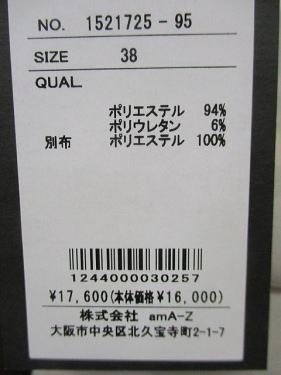 NO. 1521725-95
SIZE 38
QUAL.
ポリエステル 94%
ポリウレタン 6%
別布 ポリエステル 100%
1244000030257
¥17,600(本体価格¥16,000)
株式会社 amA-Z
大阪市中央区北久宝寺町2-1-7